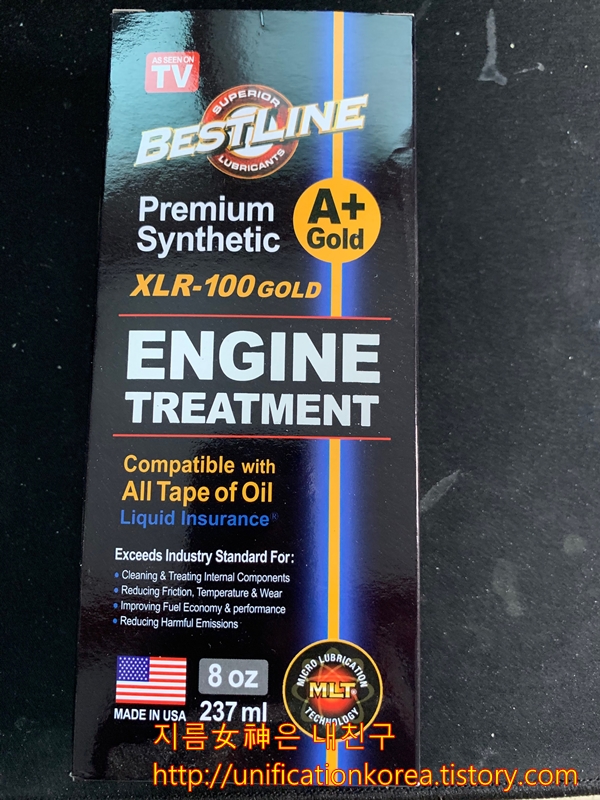 AS SEEN ON
TV
SUPERIOR
BESTLINE
LUBRICANTS
Premium
Synthetic
A+
Gold
XLR-100 GOLD
ENGINE
TREATMENT
Compatible with
All Tape of Oil
Liquid Insurance®
Exceeds Industry Standard For:
• Cleaning & Treating Internal Components
• Reducing Friction, Temperature & Wear
• Improving Fuel Economy & performance
• Reducing Harmful Emissions
MADE IN USA
8 oz
237 ml
MICRO LUBRICATION
MLT
TECHNOLOGY
지름女神은 내친구
http://unificationkorea.tistory.com